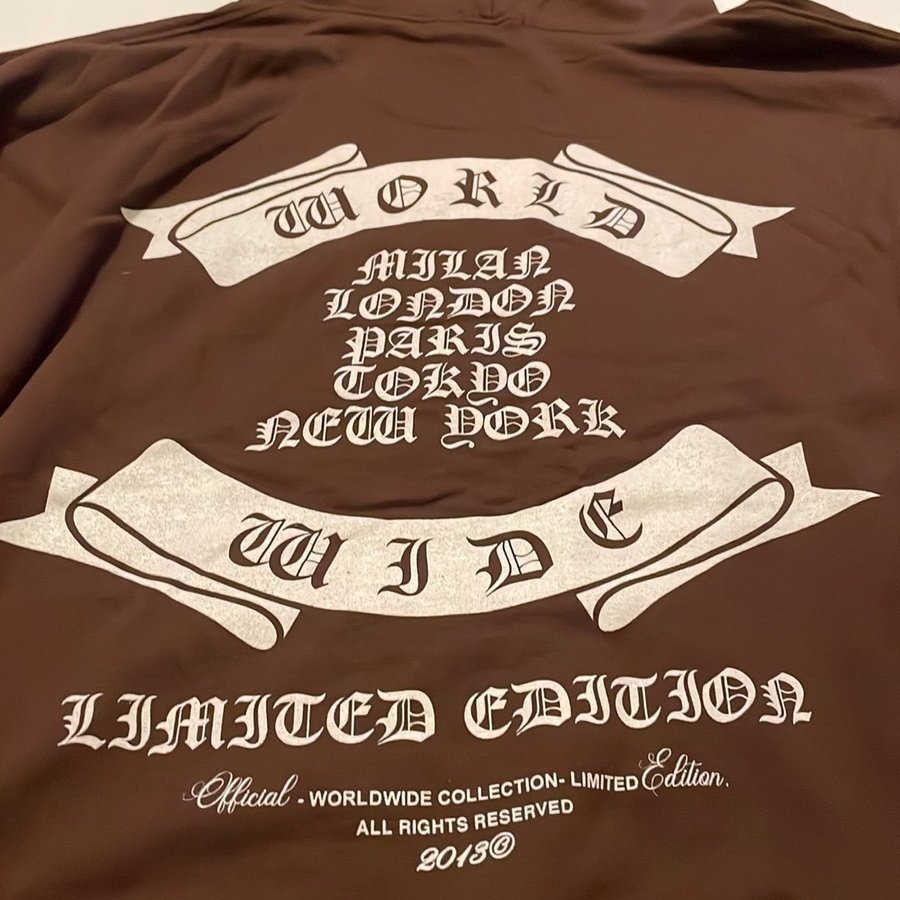 WORLD
MILAN
LONDON
PARIS
TOKYO
NEW YORK
WIDE
LIMITED EDITION
Official - WORLDWIDE COLLECTION- LIMITED Edition.
ALL RIGHTS RESERVED
2013©